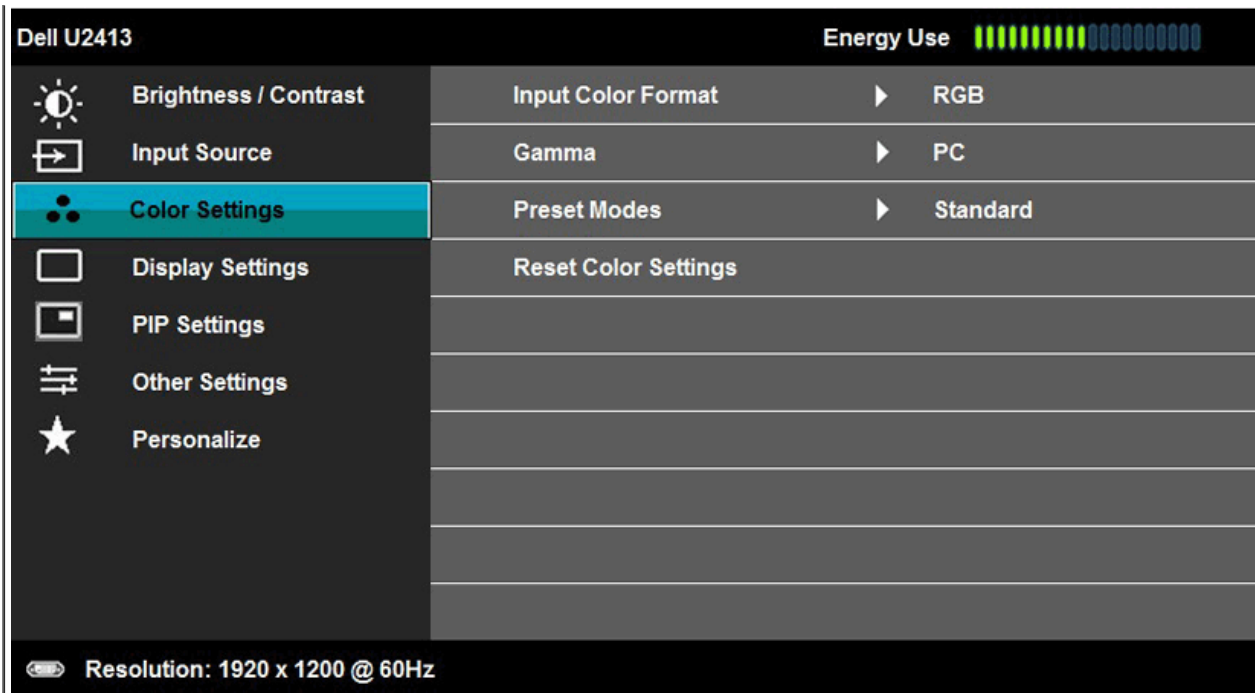 Dell U2413 Energy Use
Brightness / Contrast Input Color Format RGB
Input Source Gamma PC
Color Settings Preset Modes Standard
Display Settings Reset Color Settings
PIP Settings
Other Settings
Personalize
Resolution: 1920 x 1200 @ 60Hz